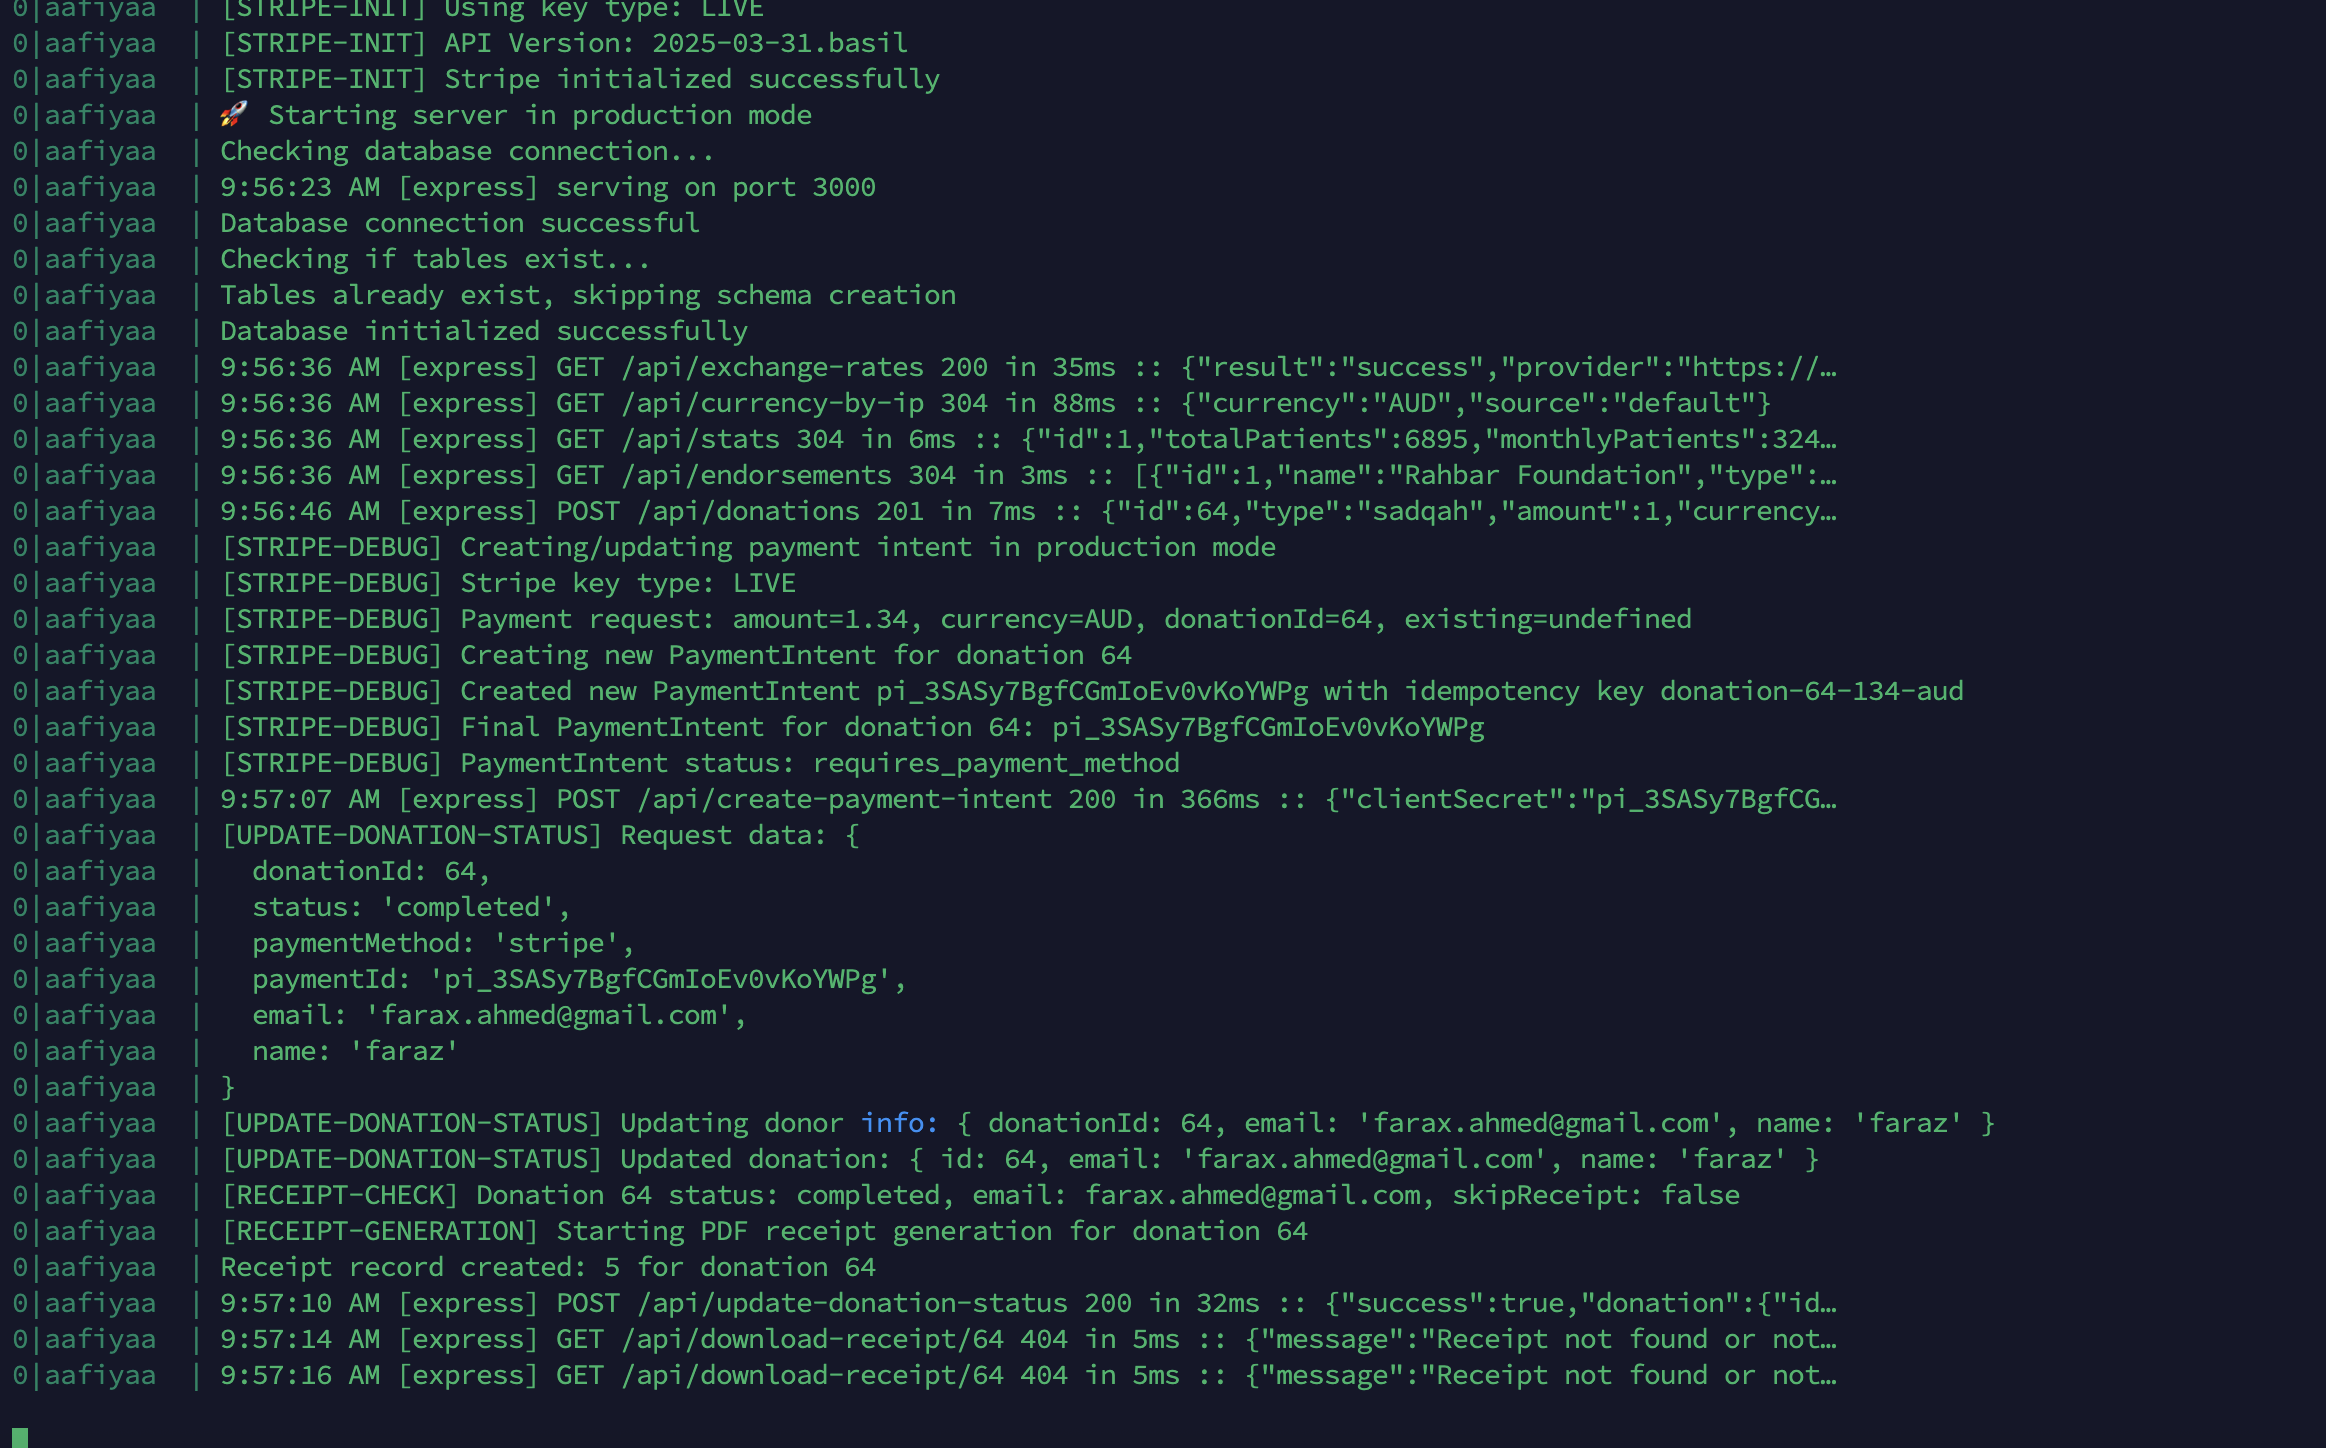 0|aafiyaa  | [STRIPE-INIT] Using key type: LIVE
0|aafiyaa  | [STRIPE-INIT] API Version: 2025-03-31.basil
0|aafiyaa  | [STRIPE-INIT] Stripe initialized successfully
0|aafiyaa  | 🚀 Starting server in production mode
0|aafiyaa  | Checking database connection...
0|aafiyaa  | 9:56:23 AM [express] serving on port 3000
0|aafiyaa  | Database connection successful
0|aafiyaa  | Checking if tables exist...
0|aafiyaa  | Tables already exist, skipping schema creation
0|aafiyaa  | Database initialized successfully
0|aafiyaa  | 9:56:36 AM [express] GET /api/exchange-rates 200 in 35ms :: {"result":"success","provider":"https://…
0|aafiyaa  | 9:56:36 AM [express] GET /api/currency-by-ip 304 in 88ms :: {"currency":"AUD","source":"default"}
0|aafiyaa  | 9:56:36 AM [express] GET /api/stats 304 in 6ms :: {"id":1,"totalPatients":6895,"monthlyPatients":324…
0|aafiyaa  | 9:56:36 AM [express] GET /api/endorsements 304 in 3ms :: [{"id":1,"name":"Rahbar Foundation","type":…
0|aafiyaa  | 9:56:46 AM [express] POST /api/donations 201 in 7ms :: {"id":64,"type":"sadqah","amount":1,"currency…
0|aafiyaa  | [STRIPE-DEBUG] Creating/updating payment intent in production mode
0|aafiyaa  | [STRIPE-DEBUG] Stripe key type: LIVE
0|aafiyaa  | [STRIPE-DEBUG] Payment request: amount=1.34, currency=AUD, donationId=64, existing=undefined
0|aafiyaa  | [STRIPE-DEBUG] Creating new PaymentIntent for donation 64
0|aafiyaa  | [STRIPE-DEBUG] Created new PaymentIntent pi_3SASy7BgfCGmIoEv0vKoYWPg with idempotency key donation-64-134-aud
0|aafiyaa  | [STRIPE-DEBUG] Final PaymentIntent for donation 64: pi_3SASy7BgfCGmIoEv0vKoYWPg
0|aafiyaa  | [STRIPE-DEBUG] PaymentIntent status: requires_payment_method
0|aafiyaa  | 9:57:07 AM [express] POST /api/create-payment-intent 200 in 366ms :: {"clientSecret":"pi_3SASy7BgfCG…
0|aafiyaa  | [UPDATE-DONATION-STATUS] Request data: {
0|aafiyaa  |   donationId: 64,
0|aafiyaa  |   status: 'completed',
0|aafiyaa  |   paymentMethod: 'stripe',
0|aafiyaa  |   paymentId: 'pi_3SASy7BgfCGmIoEv0vKoYWPg',
0|aafiyaa  |   email: 'farax.ahmed@gmail.com',
0|aafiyaa  |   name: 'faraz'
0|aafiyaa  | }
0|aafiyaa  | [UPDATE-DONATION-STATUS] Updating donor info: { donationId: 64, email: 'farax.ahmed@gmail.com', name: 'faraz' }
0|aafiyaa  | [UPDATE-DONATION-STATUS] Updated donation: { id: 64, email: 'farax.ahmed@gmail.com', name: 'faraz' }
0|aafiyaa  | [RECEIPT-CHECK] Donation 64 status: completed, email: farax.ahmed@gmail.com, skipReceipt: false
0|aafiyaa  | [RECEIPT-GENERATION] Starting PDF receipt generation for donation 64
0|aafiyaa  | Receipt record created: 5 for donation 64
0|aafiyaa  | 9:57:10 AM [express] POST /api/update-donation-status 200 in 32ms :: {"success":true,"donation":{"id…
0|aafiyaa  | 9:57:14 AM [express] GET /api/download-receipt/64 404 in 5ms :: {"message":"Receipt not found or not…
0|aafiyaa  | 9:57:16 AM [express] GET /api/download-receipt/64 404 in 5ms :: {"message":"Receipt not found or not…